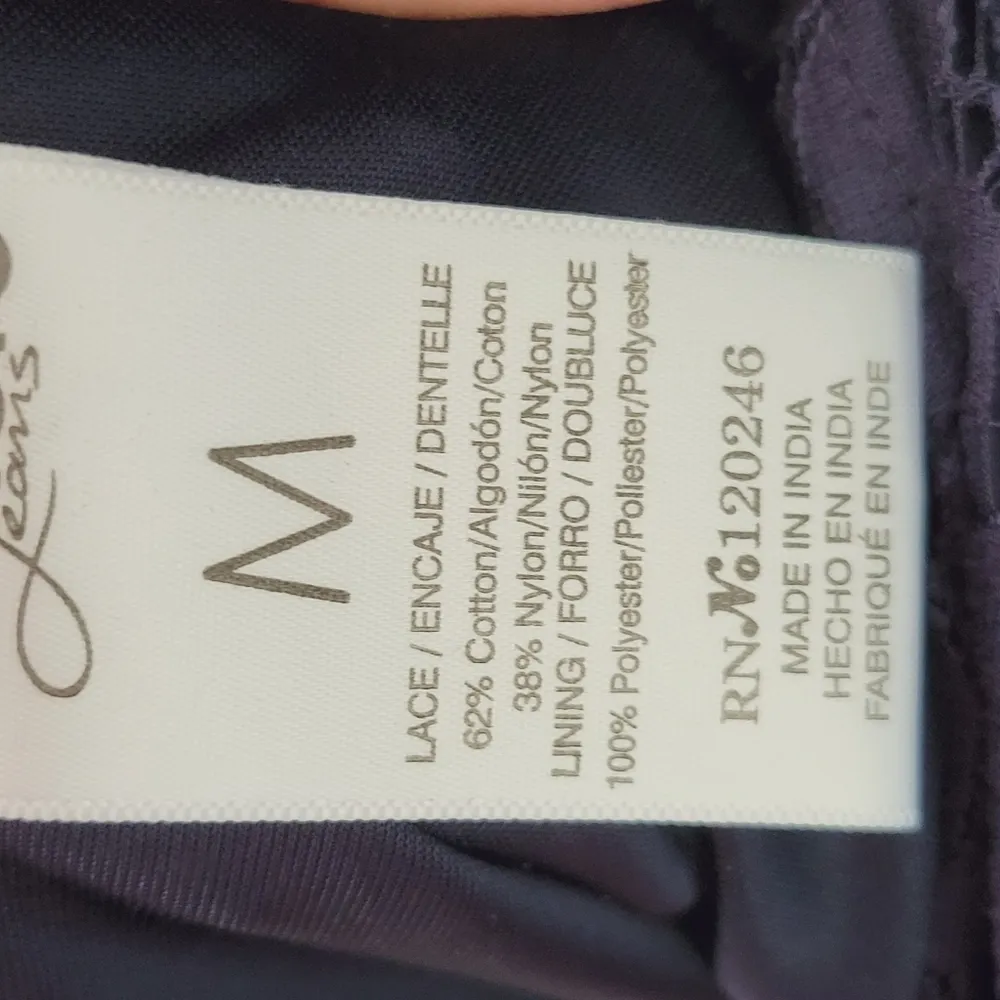 Jeans
M
LACE / ENCAJE / DENTELLE
62% Cotton/Algodón/Coton
38% Nylon/Nilón/Nylon
LINING / FORRO / DOUBLUCE
100% Polyester/Poliester/Polyester
RN No 120246
MADE IN INDIA
HECHO EN INDIA
FABRIQUÉ EN INDE